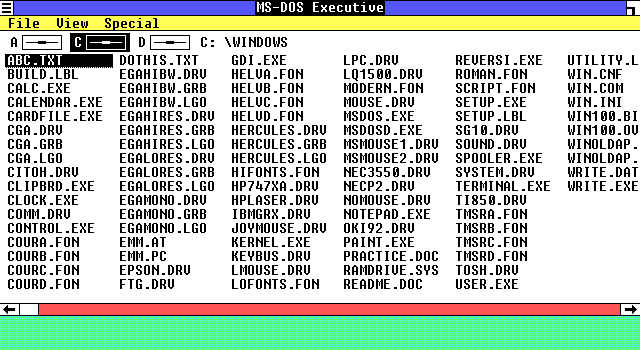 MS-DOS Executive
File View Special
A C D C: \WINDOWS
ABC.TXT DOTHIS.TXT GDI.EXE LPC.DRV REVERSI.EXE UTILITY.L
BUILD.LBL EGAHIBW.DRV HELVA.FON LQ1500.DRV ROMAN.FON WIN.CNF
CALC.EXE EGAHIBW.GRB HELVB.FON MODERN.FON SCRIPT.FON WIN.COM
CALENDAR.EXE EGAHIBW.LGO HELVC.FON MOUSE.DRV SETUP.EXE WIN.INI
CARDFILE.EXE EGAHIRES.DRV HELVD.FON MSDOS.EXE SETUP.LBL WIN100.BI
CGA.DRV EGAHIRES.GRB HERCULES.DRV MSDOSD.EXE SG10.DRV WIN100.OV
CGA.GRB EGAHIRES.LGO HERCULES.GRB MSMOUSE1.DRV SOUND.DRV WINOLDAP.
CGA.LGO EGALORES.DRV HERCULES.LGO MSMOUSE2.DRV SPOOLER.EXE WINOLDAP.
CITOH.DRV EGALORES.GRB HIFONTS.FON NEC3550.DRV SYSTEM.DRV WRITE.DAT
CLIPBRD.EXE EGALORES.LGO HP747XA.DRV NECP2.DRV TERMINAL.EXE WRITE.EXE
CLOCK.EXE EGAMONO.DRV HPLASER.DRV NOMOUSE.DRV TI850.DRV
COMM.DRV EGAMONO.GRB IBMGRX.DRV NOTEPAD.EXE TMSRA.FON
CONTROL.EXE EGAMONO.LGO JOYMOUSE.DRV OKI92.DRV TMSRB.FON
COURA.FON EMM.AT KERNEL.EXE PAINT.EXE TMSRC.FON
COURB.FON EMM.PC KEYBUS.DRV PRACTICE.DOC TMSRD.FON
COURC.FON EPSON.DRV LMOUSE.DRV RAMDRIVE.SYS TOSH.DRV
COURD.FON FTG.DRV LOFONTS.FON README.DOC USER.EXE